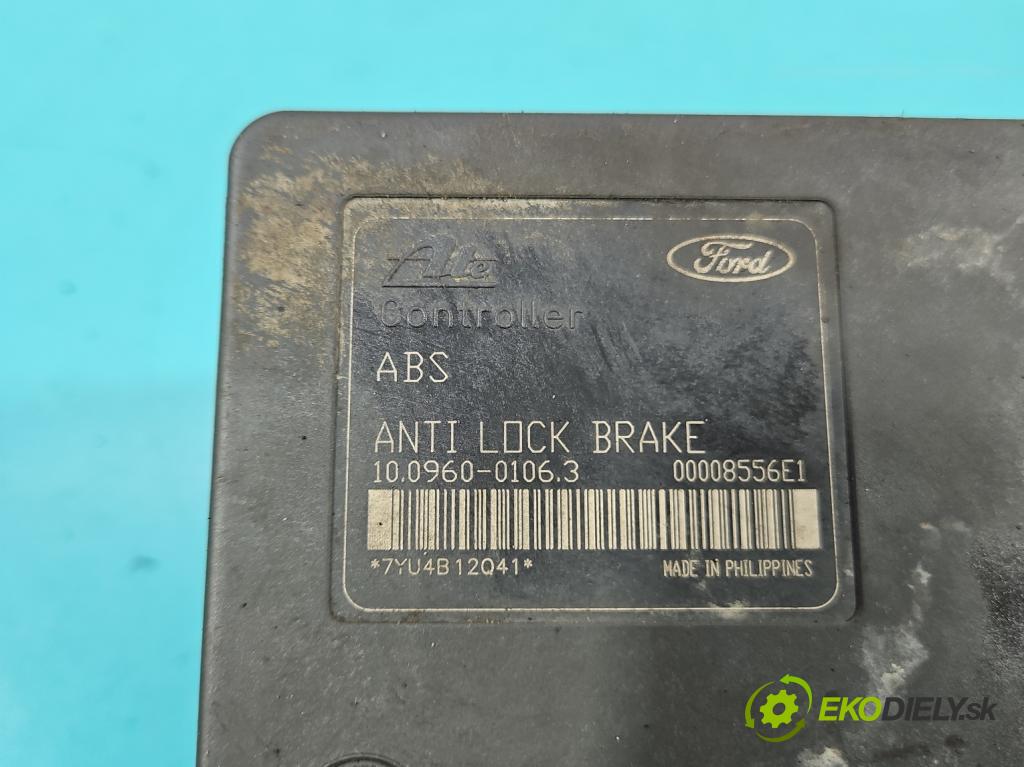 Ate
Ford
Controller
ABS
ANTI LOCK BRAKE
10.0960-0106.3 00008556E1
*7YU4B12Q41* MADE IN PHILIPPINES
EKODIELY.sk